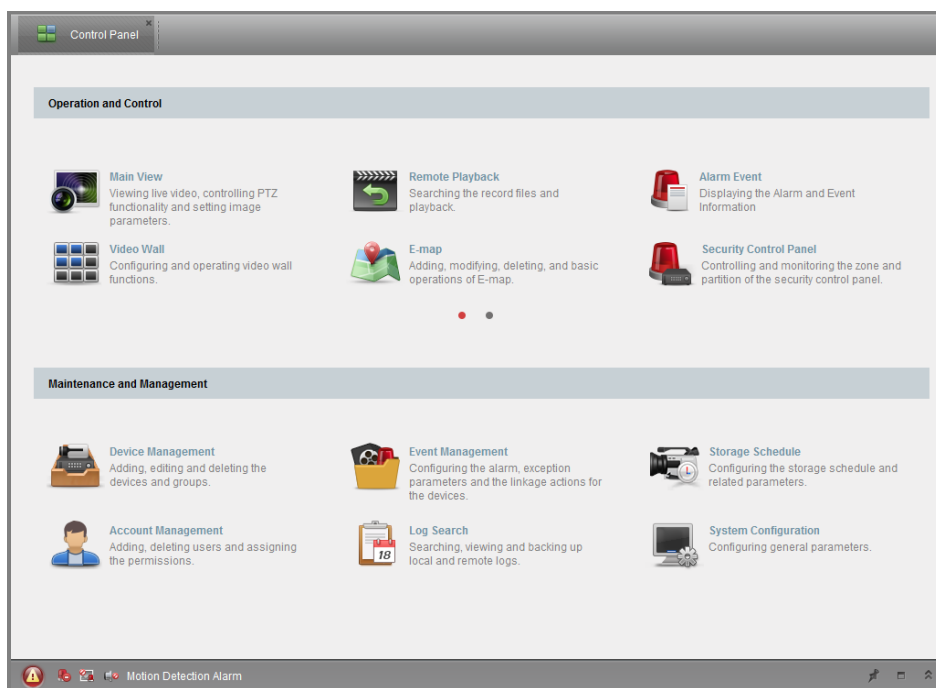 Control Panel
Operation and Control
Main View
Viewing live video, controlling PTZ
functionality and setting image
parameters.
Remote Playback
Searching the record files and
playback.
Alarm Event
Displaying the Alarm and Event
Information
Video Wall
Configuring and operating video wall
functions.
E-map
Adding, modifying, deleting, and basic
operations of E-map.
Security Control Panel
Controlling and monitoring the zone and
partition of the security control panel.
Maintenance and Management
Device Management
Adding, editing and deleting the
devices and groups.
Event Management
Configuring the alarm, exception
parameters and the linkage actions for
the devices.
Storage Schedule
Configuring the storage schedule and
related parameters.
Account Management
Adding, deleting users and assigning
the permissions.
18
Log Search
Searching, viewing and backing up
local and remote logs.
System Configuration
Configuring general parameters.
Motion Detection Alarm